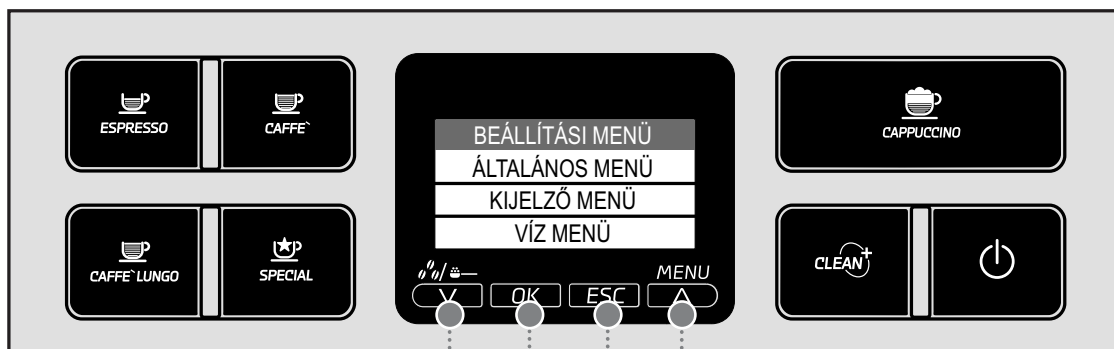 ESPRESSO
CAFFE`
BEÁLLÍTÁSI MENÜ
ÁLTALÁNOS MENÜ
KIJELZŐ MENÜ
VÍZ MENÜ
CAPPUCCINO
CAFFE` LUNGO
SPECIAL
MENU
OK
ESC
CLEAN+